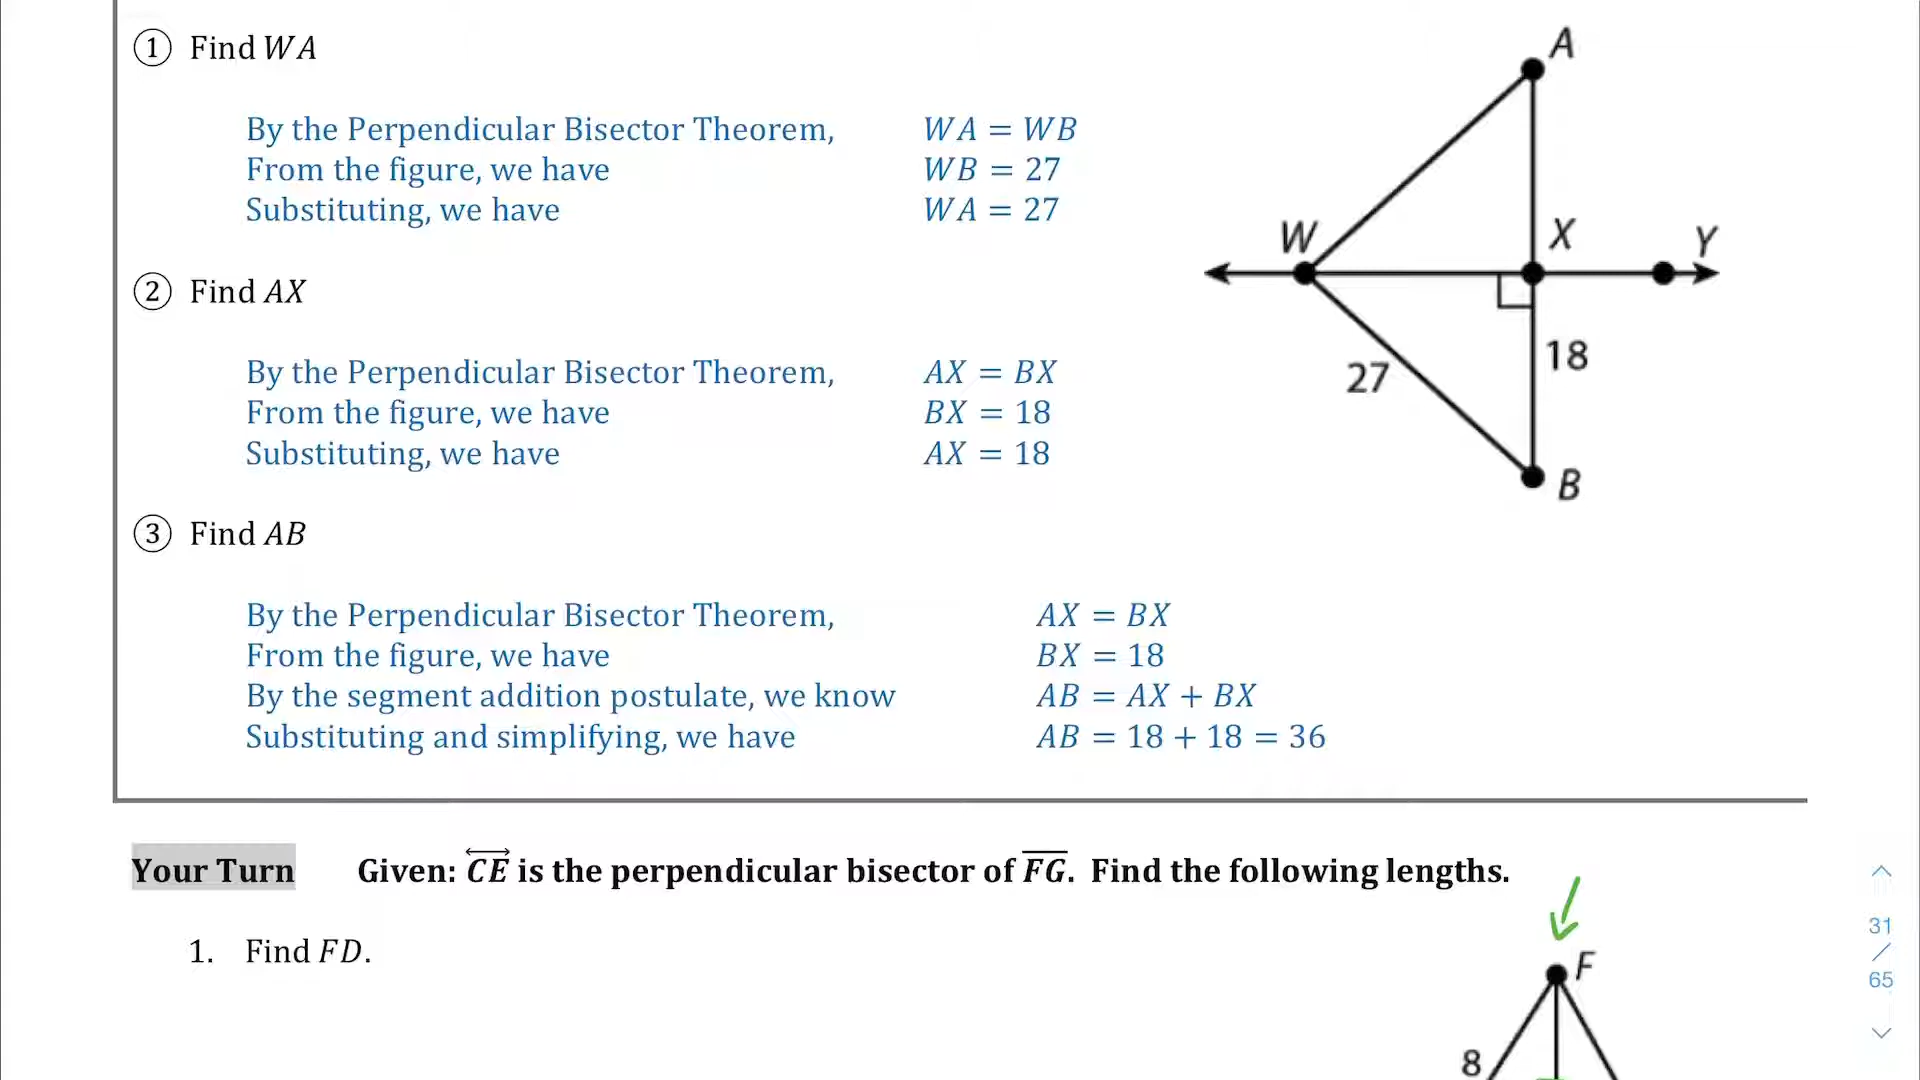 ① Find WA
By the Perpendicular Bisector Theorem, WA = WB
From the figure, we have WB = 27
Substituting, we have WA = 27
② Find AX
By the Perpendicular Bisector Theorem, AX = BX
From the figure, we have BX = 18
Substituting, we have AX = 18
③ Find AB
By the Perpendicular Bisector Theorem, AX = BX
From the figure, we have BX = 18
By the segment addition postulate, we know AB = AX + BX
Substituting and simplifying, we have AB = 18 + 18 = 36
A
W
X
Y
18
27
B
Your Turn Given: CE is the perpendicular bisector of FG. Find the following lengths.
1. Find FD.
F
8
31
/
65